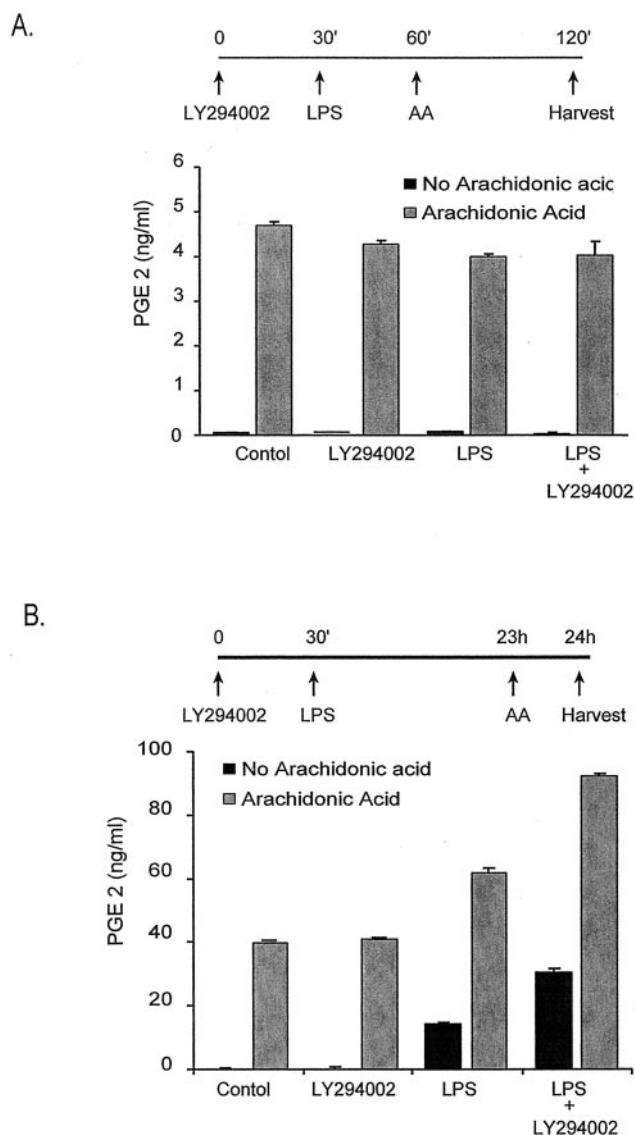 A.
0 30' 60' 120'
LY294002 LPS AA Harvest
No Arachidonic acid
Arachidonic Acid
PGE 2 (ng/ml)
6
5
4
3
2
1
0
Contol LY294002 LPS LPS
+
LY294002
B.
0 30' 23h 24h
LY294002 LPS AA Harvest
No Arachidonic acid
Arachidonic Acid
PGE 2 (ng/ml)
100
80
60
40
20
0
Contol LY294002 LPS LPS
+
LY294002